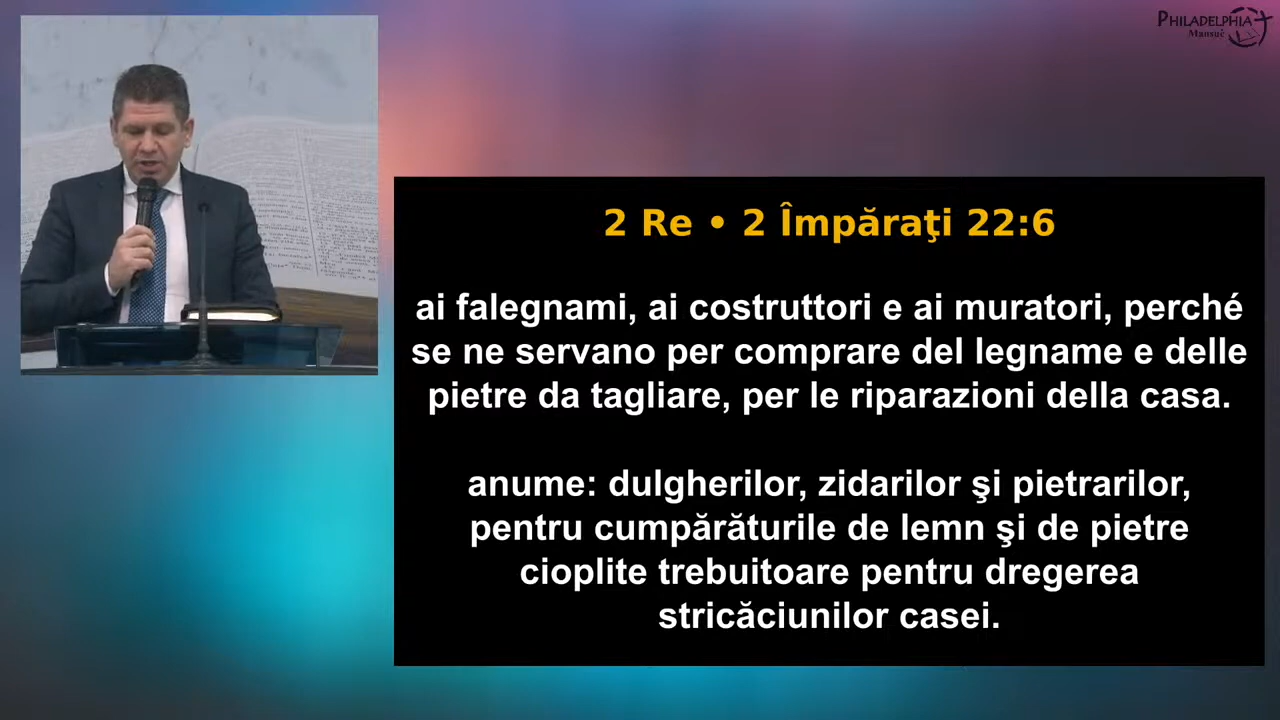 PHILADELPHIA
Mansuè
2 Re • 2 Împăraţi 22:6
ai falegnami, ai costruttori e ai muratori, perché
se ne servano per comprare del legname e delle
pietre da tagliare, per le riparazioni della casa.
anume: dulgherilor, zidarilor şi pietrarilor,
pentru cumpărăturile de lemn şi de pietre
cioplite trebuitoare pentru dregerea
stricăciunilor casei.